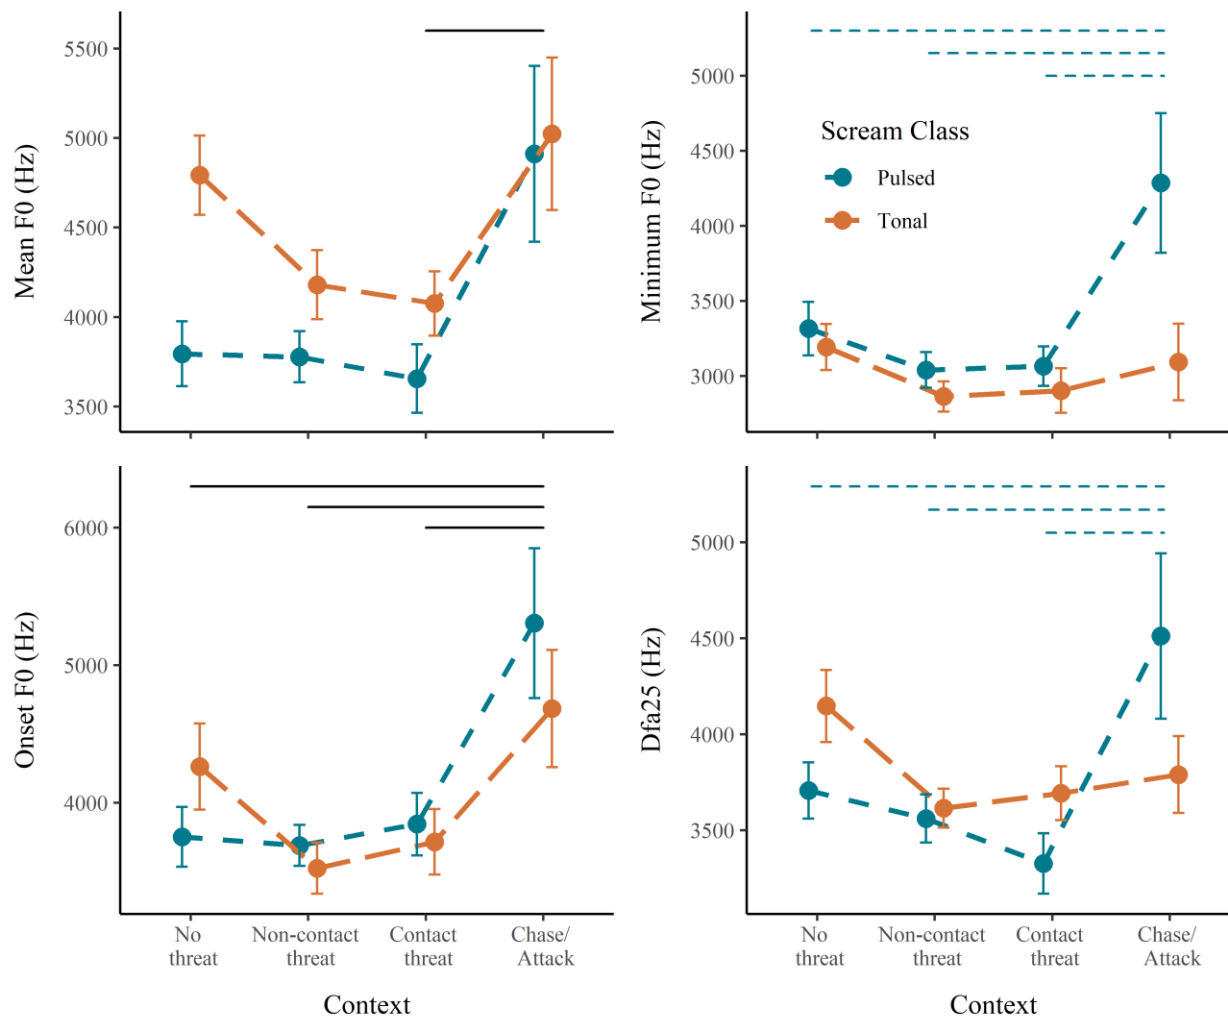 Mean F0 (Hz)
5500
5000
4500
4000
3500
Minimum F0 (Hz)
5000
4500
4000
3500
3000
Scream Class
Pulsed
Tonal
Onset F0 (Hz)
6000
5000
4000
No
threat
Non-contact
threat
Contact
threat
Chase/
Attack
Context
Dfa25 (Hz)
5000
4500
4000
3500
No
threat
Non-contact
threat
Contact
threat
Chase/
Attack
Context